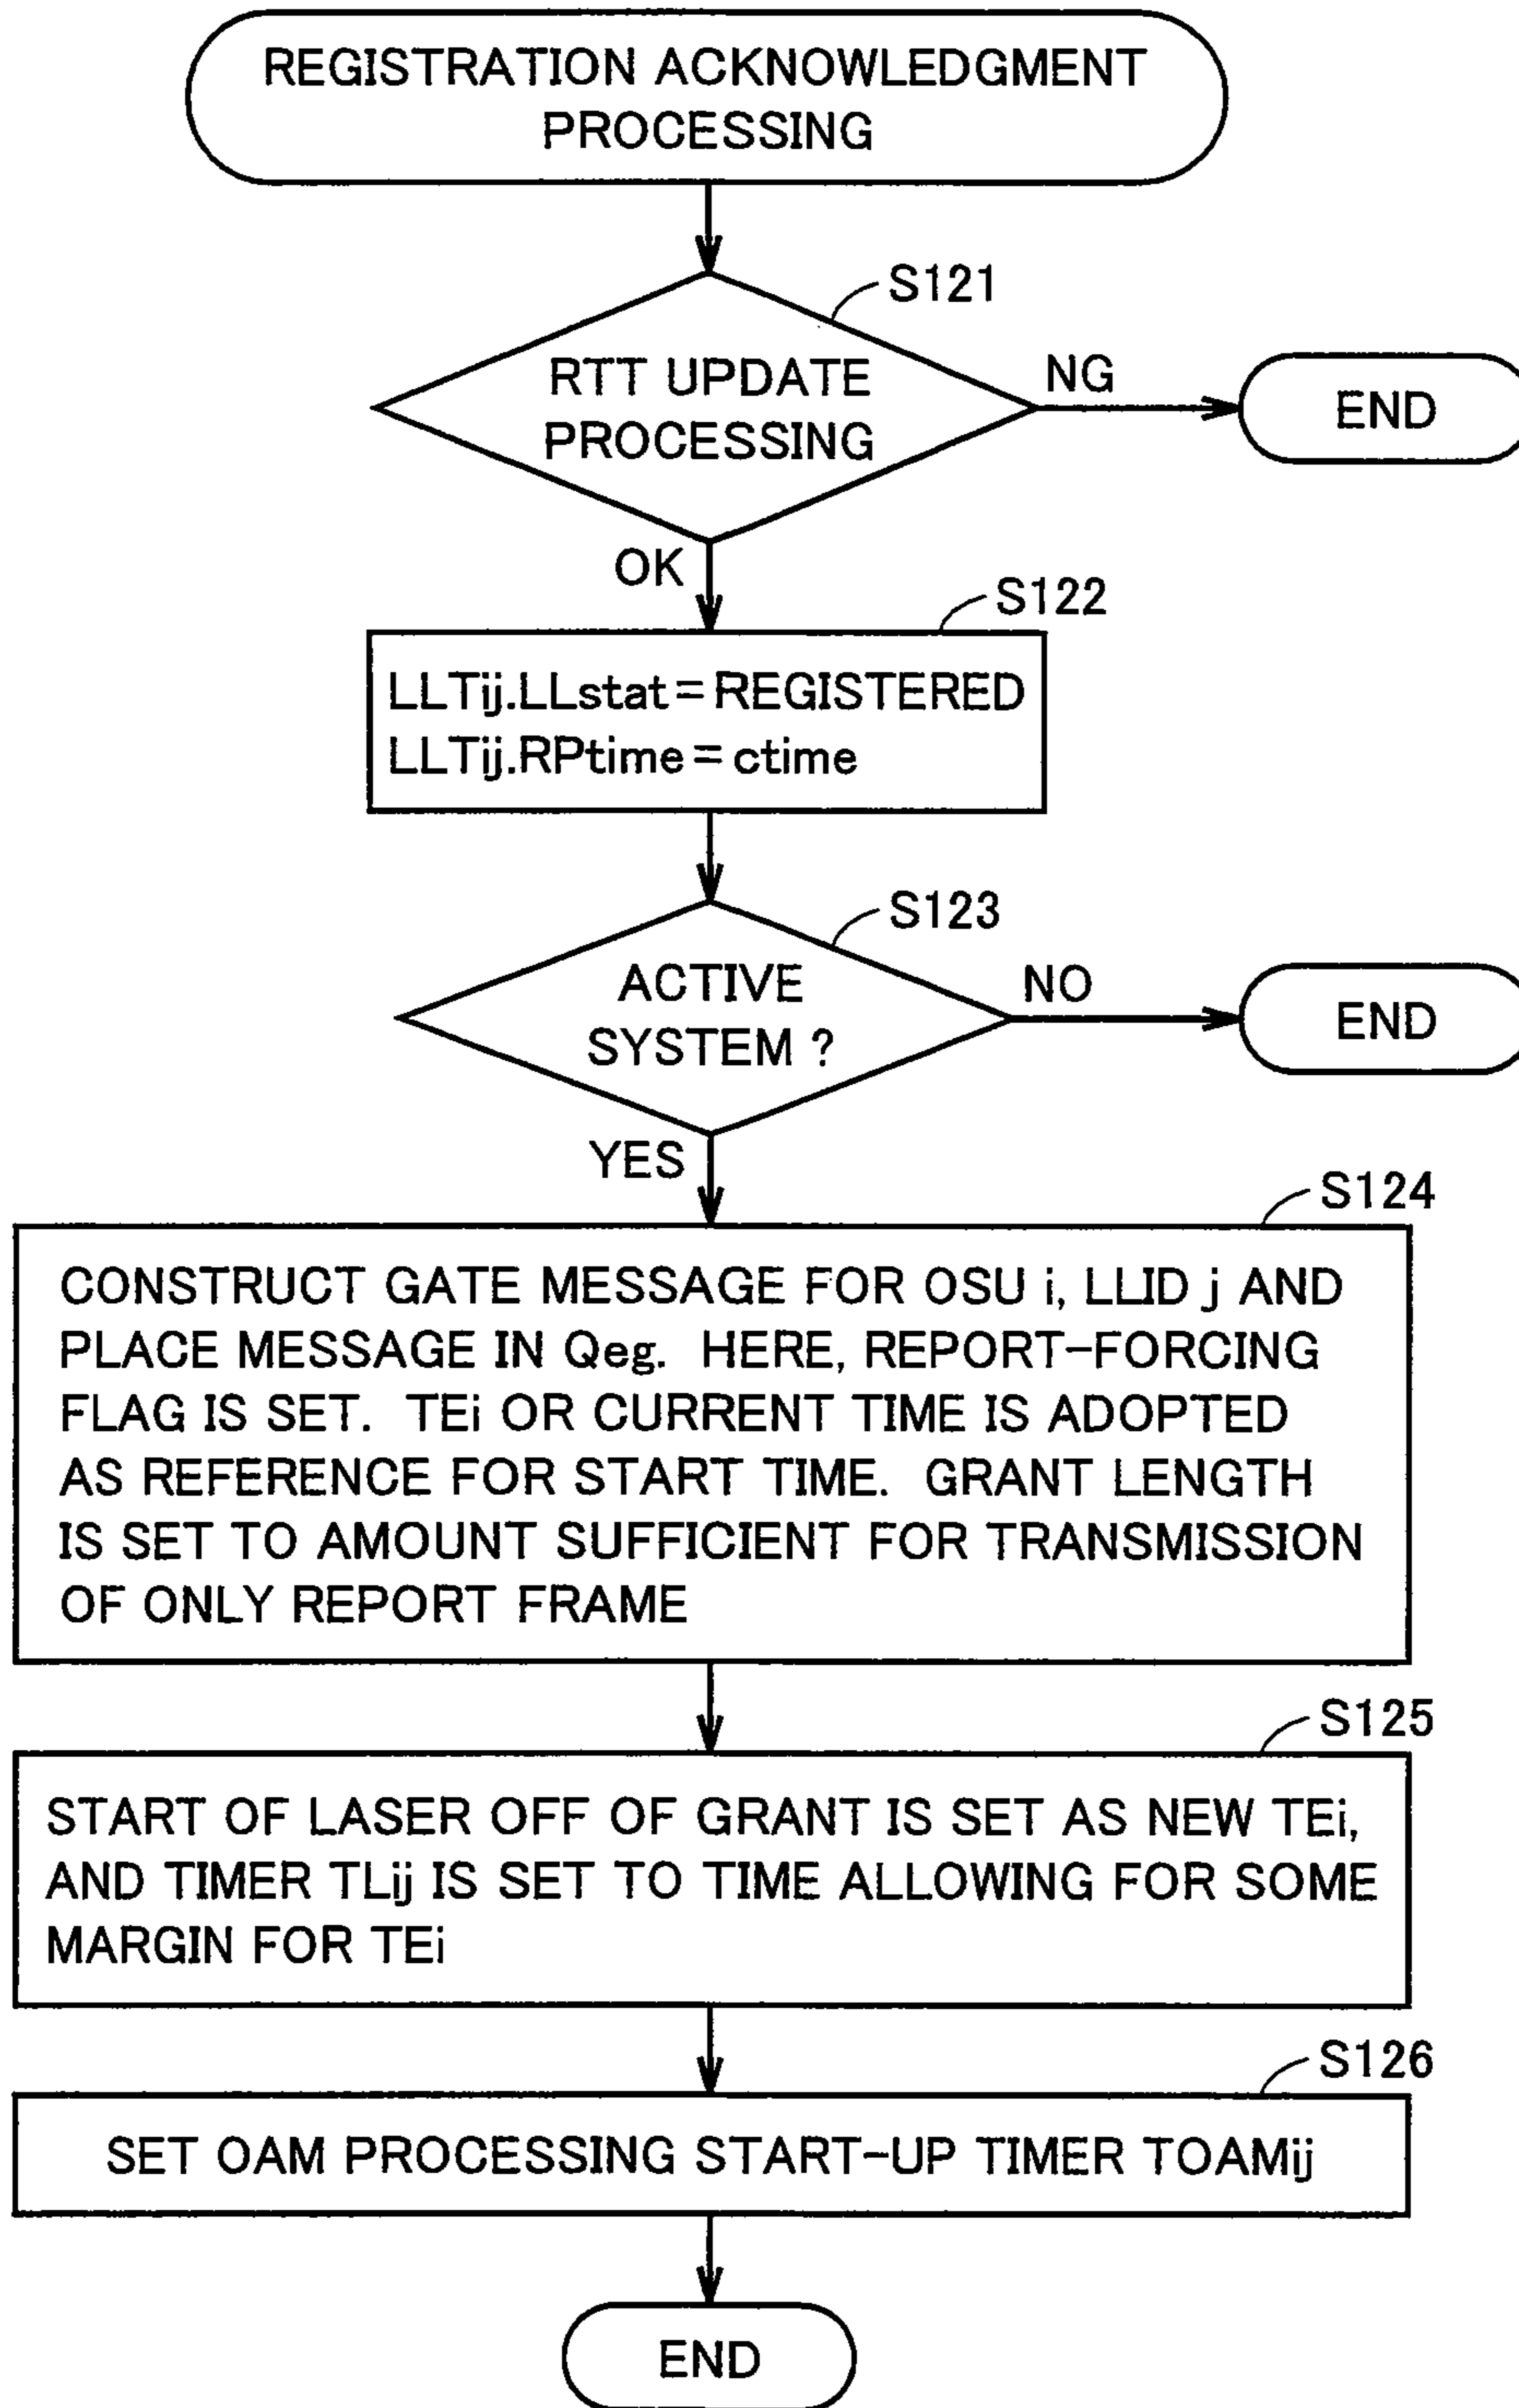 REGISTRATION ACKNOWLEDGMENT
PROCESSING
S121
RTT UPDATE
PROCESSING
NG
END
OK
S122
LLTij.LLstat = REGISTERED
LLTij.RPtime = ctime
S123
ACTIVE
SYSTEM ?
NO
END
YES
S124
CONSTRUCT GATE MESSAGE FOR OSU i, LLID j AND
PLACE MESSAGE IN Qeg. HERE, REPORT-FORCING
FLAG IS SET. TEi OR CURRENT TIME IS ADOPTED
AS REFERENCE FOR START TIME. GRANT LENGTH
IS SET TO AMOUNT SUFFICIENT FOR TRANSMISSION
OF ONLY REPORT FRAME
S125
START OF LASER OFF OF GRANT IS SET AS NEW TEi,
AND TIMER TLij IS SET TO TIME ALLOWING FOR SOME
MARGIN FOR TEi
S126
SET OAM PROCESSING START-UP TIMER TOAMij
END